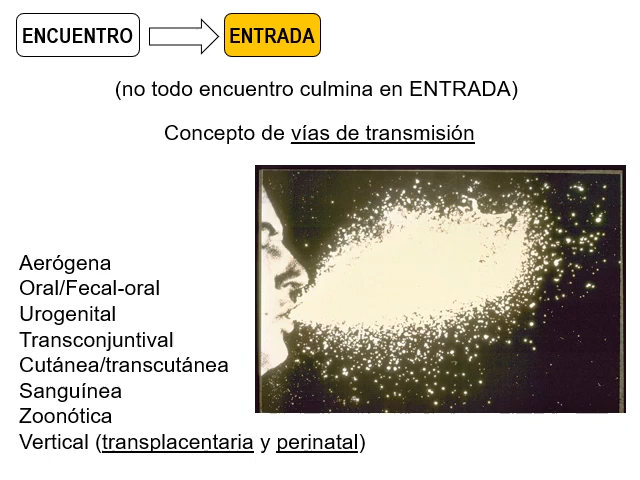 ENCUENTRO
ENTRADA
(no todo encuentro culmina en ENTRADA)
Concepto de vías de transmisión
Aerógena
Oral/Fecal-oral
Urogenital
Transconjuntival
Cutánea/transcutánea
Sanguínea
Zoonótica
Vertical (transplacentaria y perinatal)